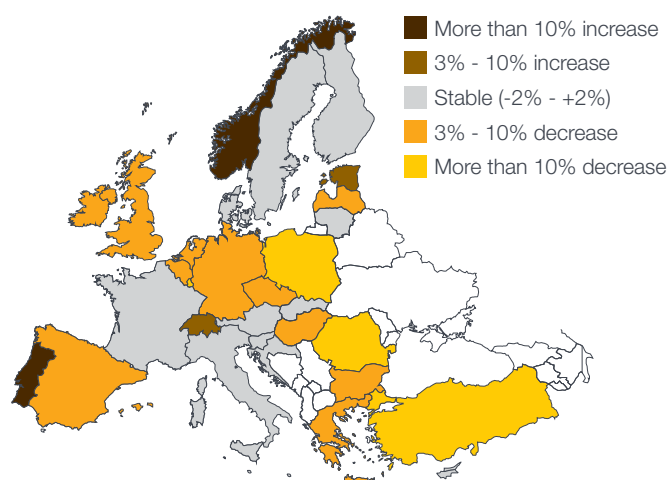 More than 10% increase
3% - 10% increase
Stable (-2% - +2%)
3% - 10% decrease
More than 10% decrease